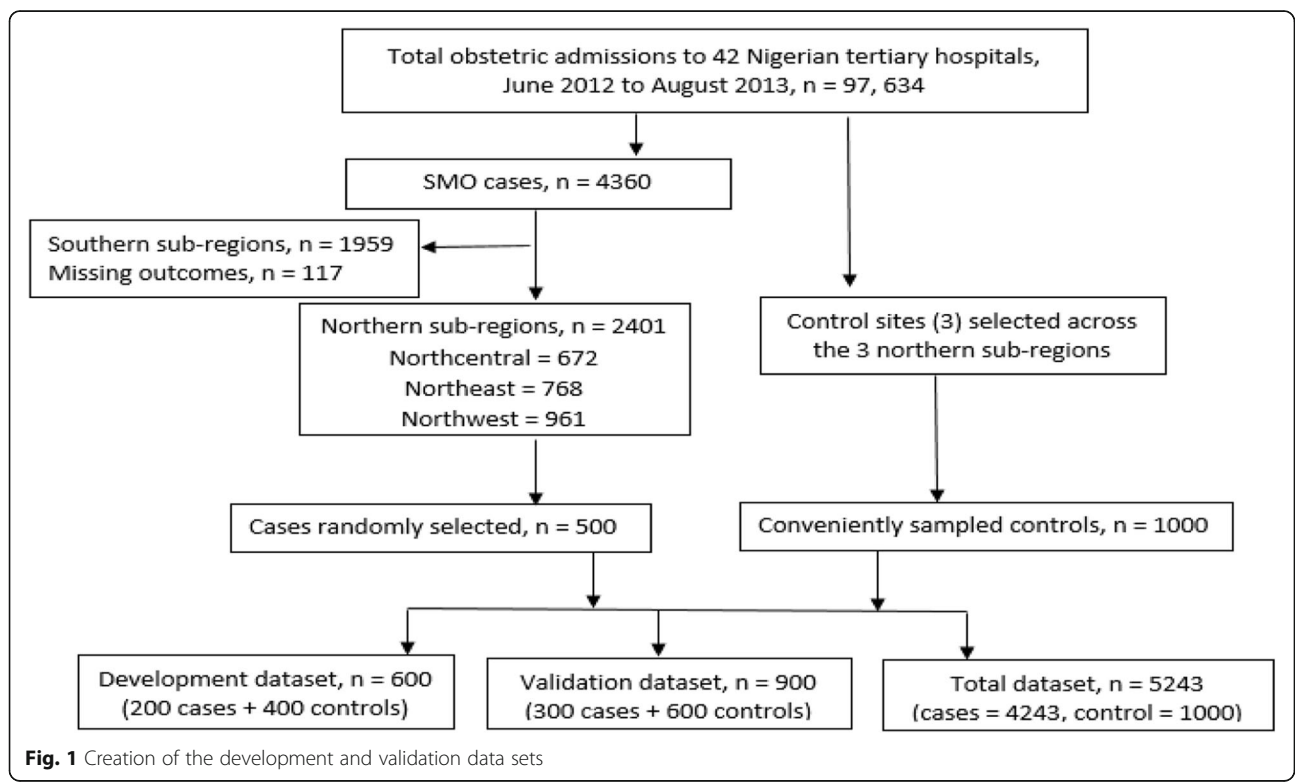 Total obstetric admissions to 42 Nigerian tertiary hospitals,
June 2012 to August 2013, n = 97, 634
SMO cases, n = 4360
Southern sub-regions, n = 1959
Missing outcomes, n = 117
Northern sub-regions, n = 2401
Northcentral = 672
Northeast = 768
Northwest = 961
Control sites (3) selected across
the 3 northern sub-regions
Cases randomly selected, n = 500
Conveniently sampled controls, n = 1000
Development dataset, n = 600
(200 cases + 400 controls)
Validation dataset, n = 900
(300 cases + 600 controls)
Total dataset, n = 5243
(cases = 4243, control = 1000)
Fig. 1 Creation of the development and validation data sets